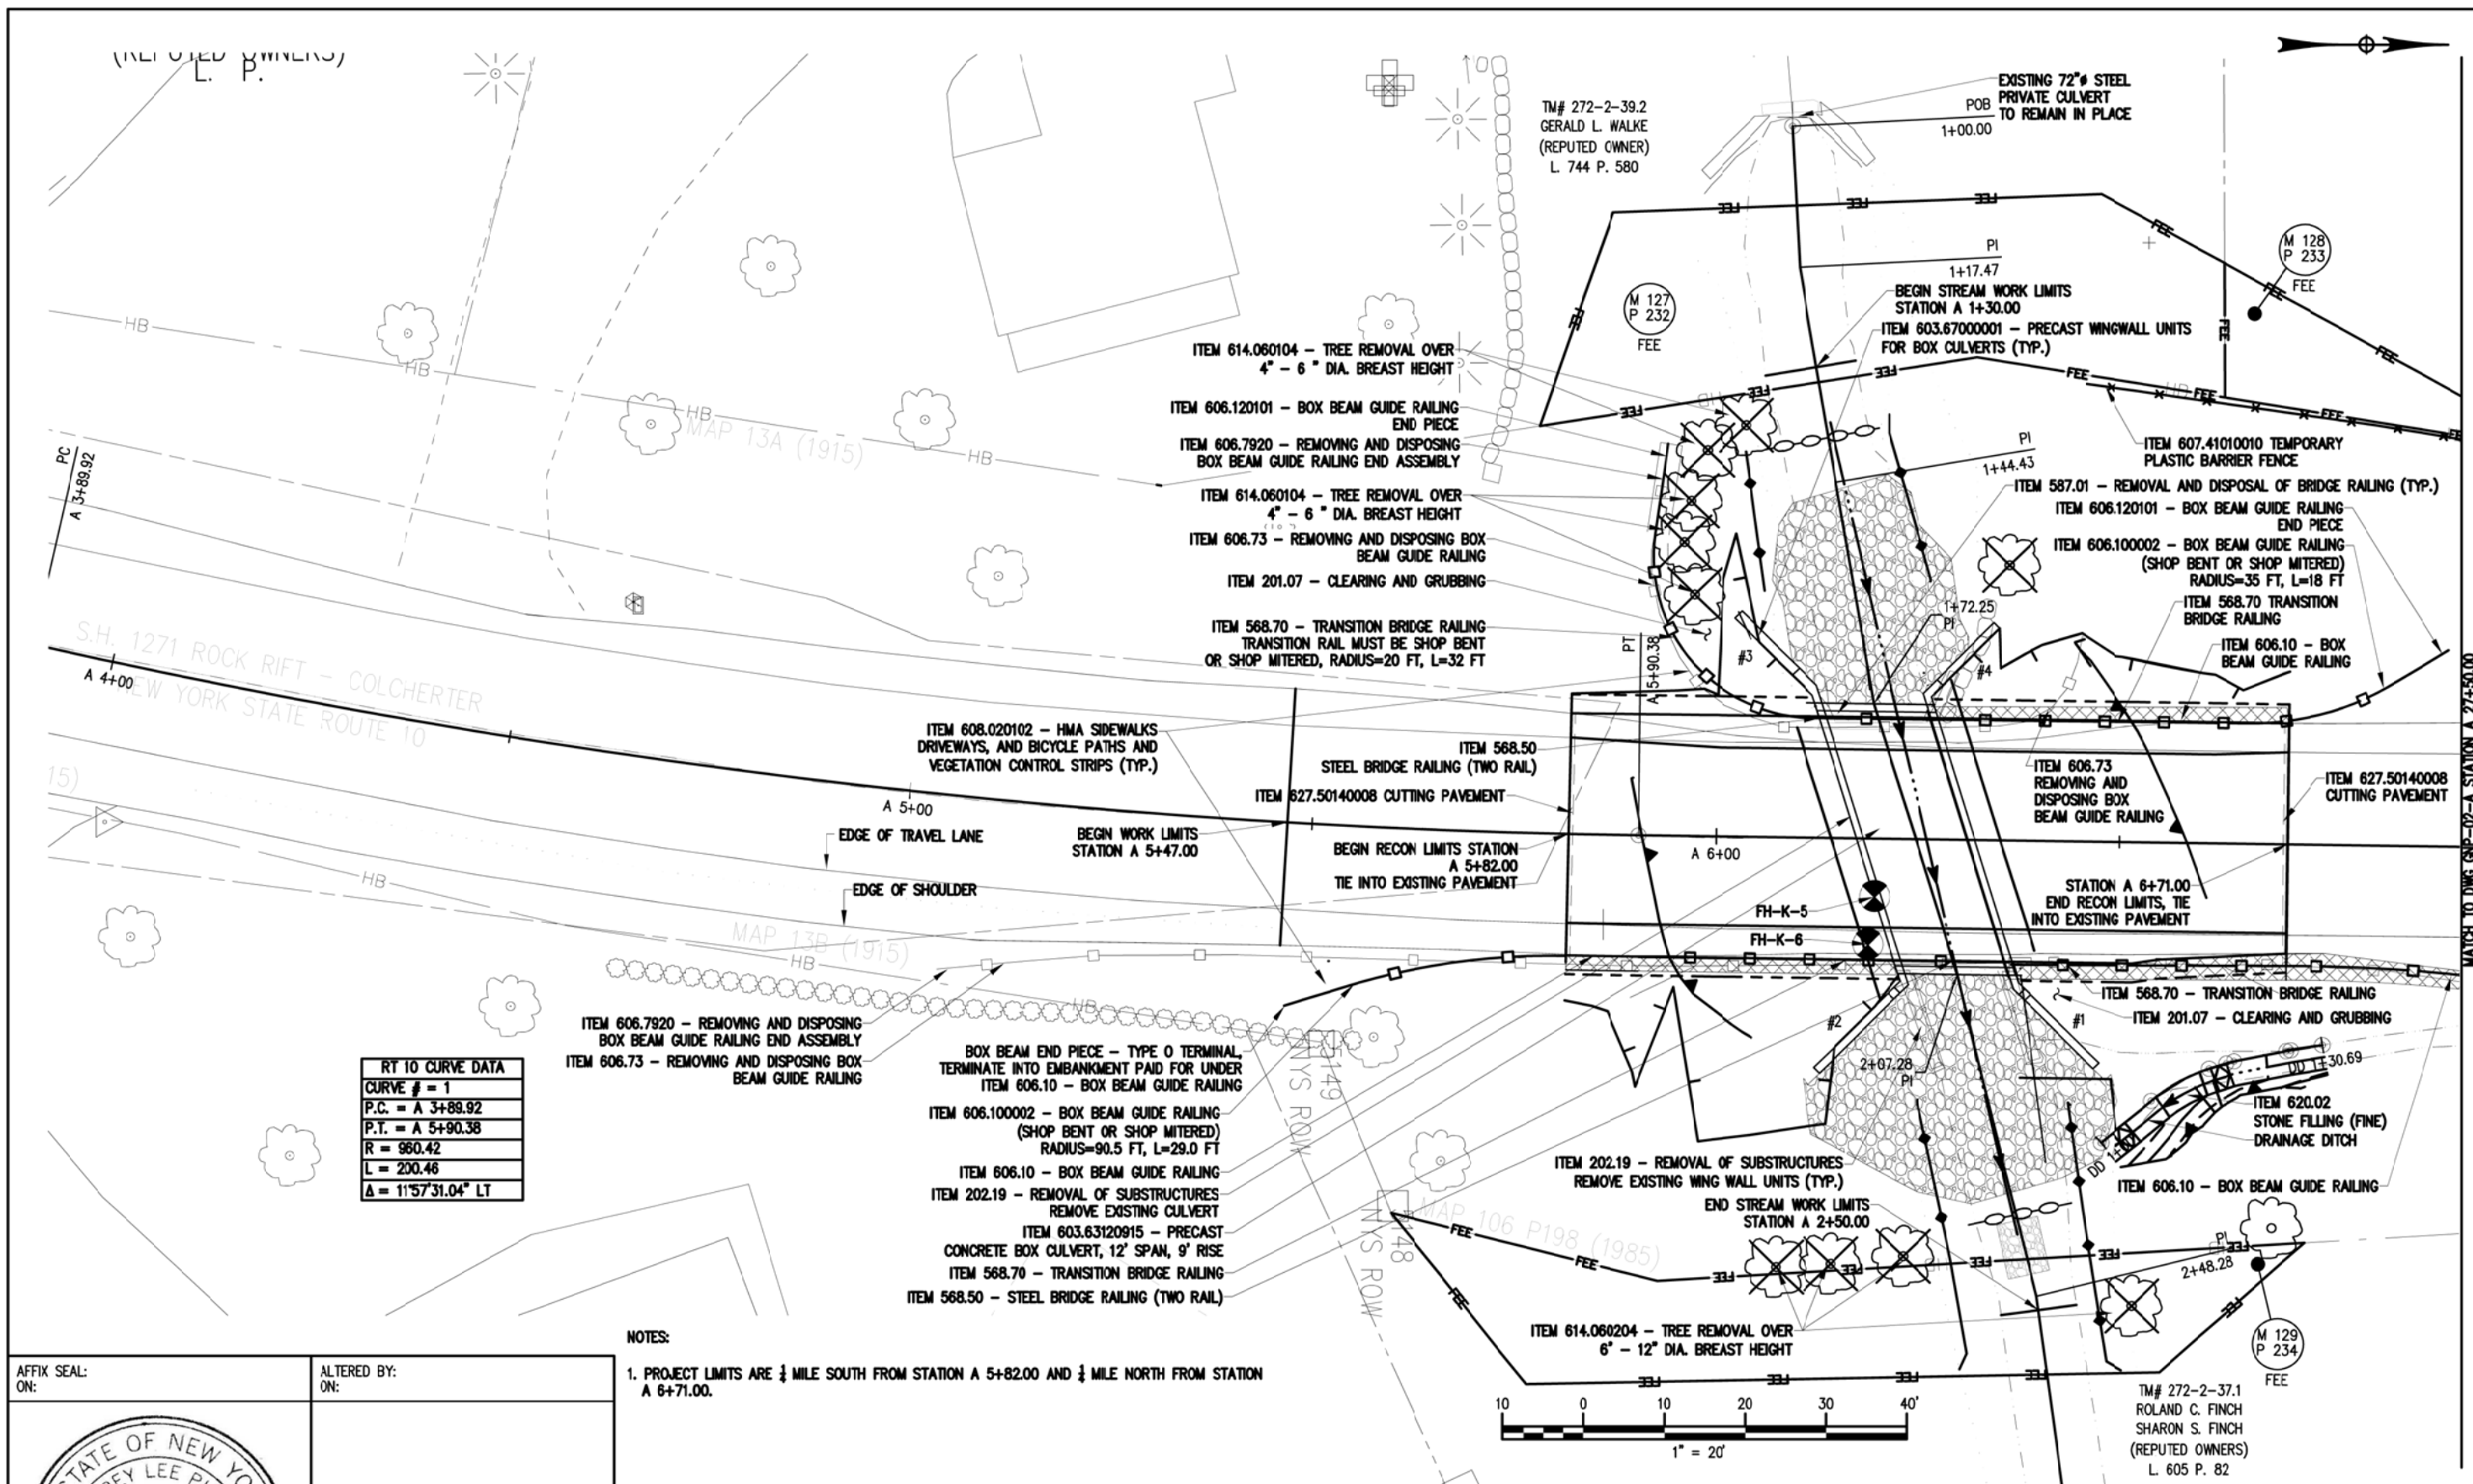 L. P.
TM# 272-2-39.2
GERALD L. WALKE
(REPUTED OWNER)
L. 744 P. 580
EXISTING 72"ø STEEL
PRIVATE CULVERT
TO REMAIN IN PLACE
POB
1+00.00
PI
1+17.47
M 128
P 233
FEE
M 127
P 232
FEE
BEGIN STREAM WORK LIMITS
STATION A 1+30.00
ITEM 603.67000001 - PRECAST WINGWALL UNITS
FOR BOX CULVERTS (TYP.)
ITEM 614.060104 - TREE REMOVAL OVER
4" - 6 " DIA. BREAST HEIGHT
ITEM 606.120101 - BOX BEAM GUIDE RAILING
END PIECE
ITEM 606.7920 - REMOVING AND DISPOSING
BOX BEAM GUIDE RAILING END ASSEMBLY
ITEM 614.060104 - TREE REMOVAL OVER
4" - 6 " DIA. BREAST HEIGHT
ITEM 606.73 - REMOVING AND DISPOSING BOX
BEAM GUIDE RAILING
ITEM 201.07 - CLEARING AND GRUBBING
ITEM 568.70 - TRANSITION BRIDGE RAILING
TRANSITION RAIL MUST BE SHOP BENT
OR SHOP MITERED, RADIUS=20 FT, L=32 FT
PI
1+44.43
ITEM 607.41010010 TEMPORARY
PLASTIC BARRIER FENCE
ITEM 587.01 - REMOVAL AND DISPOSAL OF BRIDGE RAILING (TYP.)
ITEM 606.120101 - BOX BEAM GUIDE RAILING
END PIECE
ITEM 606.100002 - BOX BEAM GUIDE RAILING
(SHOP BENT OR SHOP MITERED)
RADIUS=35 FT, L=18 FT
ITEM 568.70 TRANSITION
BRIDGE RAILING
ITEM 606.10 - BOX
BEAM GUIDE RAILING
1+72.25
PI
#3
#4
PT
A 5+90.38
HB
HB
HB
HB
MAP 13A (1915)
PC
A 3+89.92
S.H. 1271 ROCK RIFT - COLCHERTER
NEW YORK STATE ROUTE 10
A 4+00
ITEM 608.020102 - HMA SIDEWALKS
DRIVEWAYS, AND BICYCLE PATHS AND
VEGETATION CONTROL STRIPS (TYP.)
ITEM 568.50
STEEL BRIDGE RAILING (TWO RAIL)
ITEM 627.50140008 CUTTING PAVEMENT
ITEM 606.73
REMOVING AND
DISPOSING BOX
BEAM GUIDE RAILING
ITEM 627.50140008
CUTTING PAVEMENT
MATCH TO DWG GNP-02-A STATION A 27+50.00
15)
A 5+00
EDGE OF TRAVEL LANE
EDGE OF SHOULDER
BEGIN WORK LIMITS
STATION A 5+47.00
BEGIN RECON LIMITS STATION
A 5+82.00
TIE INTO EXISTING PAVEMENT
A 6+00
STATION A 6+71.00
END RECON LIMITS, TIE
INTO EXISTING PAVEMENT
FH-K-5
FH-K-6
HB
MAP 13B (1915)
HB
HB
ITEM 568.70 - TRANSITION BRIDGE RAILING
ITEM 201.07 - CLEARING AND GRUBBING
#2
#1
2+07.28
PI
ITEM 606.7920 - REMOVING AND DISPOSING
BOX BEAM GUIDE RAILING END ASSEMBLY
ITEM 606.73 - REMOVING AND DISPOSING BOX
BEAM GUIDE RAILING
BOX BEAM END PIECE - TYPE 0 TERMINAL,
TERMINATE INTO EMBANKMENT PAID FOR UNDER
ITEM 606.10 - BOX BEAM GUIDE RAILING
ITEM 606.100002 - BOX BEAM GUIDE RAILING
(SHOP BENT OR SHOP MITERED)
RADIUS=90.5 FT, L=29.0 FT
ITEM 606.10 - BOX BEAM GUIDE RAILING
ITEM 202.19 - REMOVAL OF SUBSTRUCTURES
REMOVE EXISTING CULVERT
ITEM 603.63120915 - PRECAST
CONCRETE BOX CULVERT, 12' SPAN, 9' RISE
ITEM 568.70 - TRANSITION BRIDGE RAILING
ITEM 568.50 - STEEL BRIDGE RAILING (TWO RAIL)
RT 10 CURVE DATA
CURVE # = 1
P.C. = A 3+89.92
P.T. = A 5+90.38
R = 960.42
L = 200.46
Δ = 11°57'31.04" LT
NYS ROW
NYS ROW
MAP 106 P198 (1985)
ITEM 202.19 - REMOVAL OF SUBSTRUCTURES
REMOVE EXISTING WING WALL UNITS (TYP.)
END STREAM WORK LIMITS
STATION A 2+50.00
DD 1+30.69
ITEM 620.02
STONE FILLING (FINE)
DRAINAGE DITCH
ITEM 606.10 - BOX BEAM GUIDE RAILING
PI
2+48.28
ITEM 614.060204 - TREE REMOVAL OVER
6" - 12" DIA. BREAST HEIGHT
M 129
P 234
FEE
TM# 272-2-37.1
ROLAND C. FINCH
SHARON S. FINCH
(REPUTED OWNERS)
L. 605 P. 82
10 0 10 20 30 40'
1" = 20'
NOTES:
1. PROJECT LIMITS ARE MILE SOUTH FROM STATION A 5+82.00 AND MILE NORTH FROM STATION
A 6+71.00.
AFFIX SEAL:
ON:
ALTERED BY:
ON:
STATE OF NEW YO
LEE